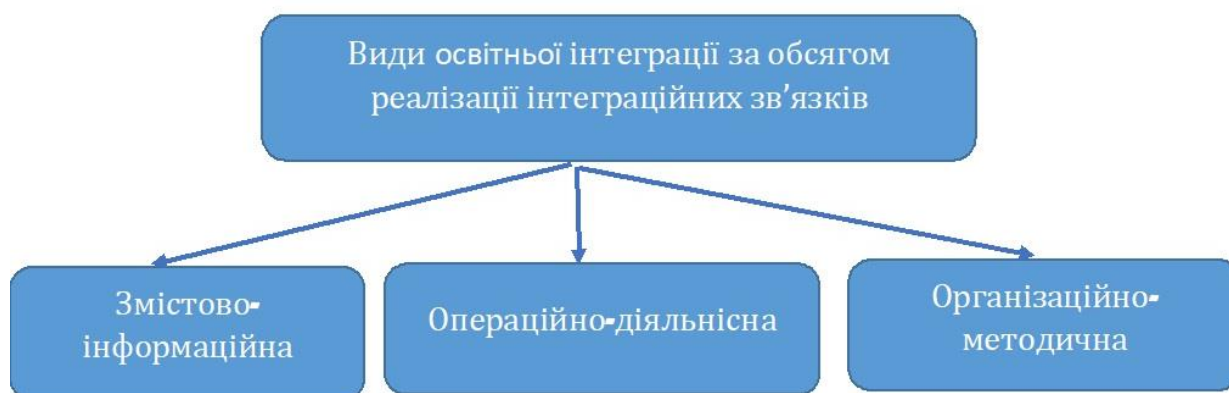 Види освітньої інтеграції за обсягом
реалізації інтеграційних зв’язків
Змістово-
інформаційна
Операційно-діяльнісна
Організаційно-
методична